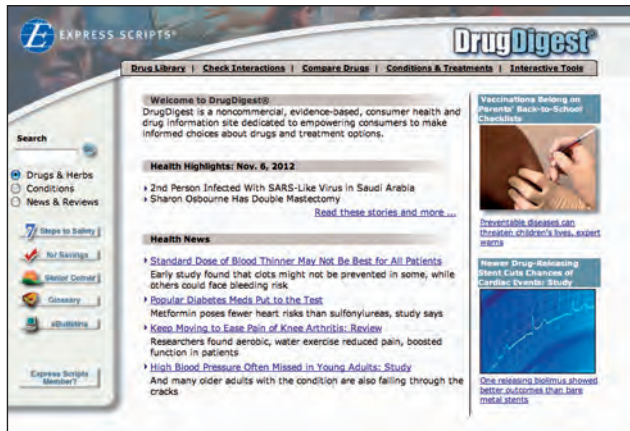 EXPRESS SCRIPTS®
DrugDigest®
Drug Library | Check Interactions | Compare Drugs | Conditions & Treatments | Interactive Tools
Search
Drugs & Herbs
Conditions
News & Reviews
7 Steps to Safety
for Savings
Senior Corner
Glossary
eBulletins
Express Scripts
Member?
Welcome to DrugDigest®
DrugDigest is a noncommercial, evidence-based, consumer health and
drug information site dedicated to empowering consumers to make
informed choices about drugs and treatment options.
Health Highlights: Nov. 6, 2012
2nd Person Infected With SARS-Like Virus in Saudi Arabia
Sharon Osbourne Has Double Mastectomy
Read these stories and more ...
Health News
Standard Dose of Blood Thinner May Not Be Best for All Patients
Early study found that clots might not be prevented in some, while
others could face bleeding risk
Popular Diabetes Meds Put to the Test
Metformin poses fewer heart risks than sulfonylureas, study says
Keep Moving to Ease Pain of Knee Arthritis: Review
Researchers found aerobic, water exercise reduced pain, boosted
function in patients
High Blood Pressure Often Missed in Young Adults: Study
And many older adults with the condition are also falling through the
cracks
Vaccinations Belong on
Parents' Back-to-School
Checklists
Preventable diseases can
threaten children's lives, expert
warns
Newer Drug-Releasing
Stent Cuts Chances of
Cardiac Events: Study
One releasing biolimus showed
better outcomes than bare
metal stents